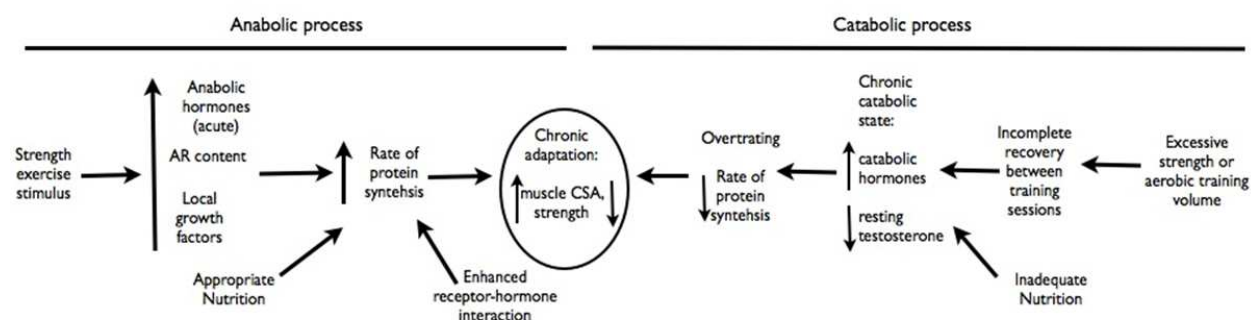 Anabolic process
Catabolic process
Strength
exercise
stimulus
Anabolic
hormones
(acute)
AR content
Local
growth
factors
Appropriate
Nutrition
Rate of
protein
syntehsis
Enhanced
receptor-hormone
interaction
Chronic
adaptation:
muscle CSA,
strength
Overtrating
Rate of
protein
syntehsis
Chronic
catabolic
state:
catabolic
hormones
resting
testosterone
Incomplete
recovery
between
training
sessions
Inadequate
Nutrition
Excessive
strength or
aerobic training
volume